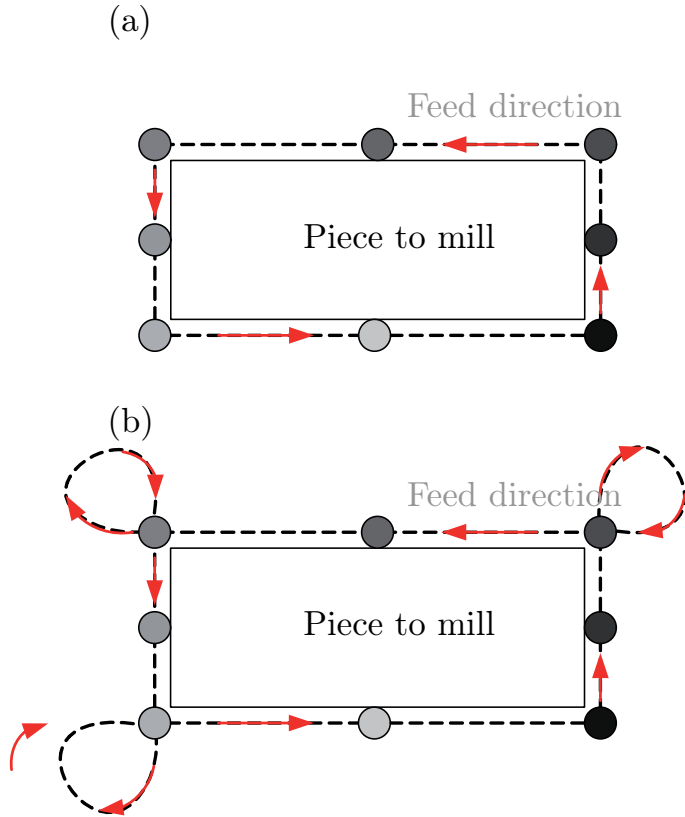 (a)
Feed direction
Piece to mill
(b)
Feed direction
Piece to mill